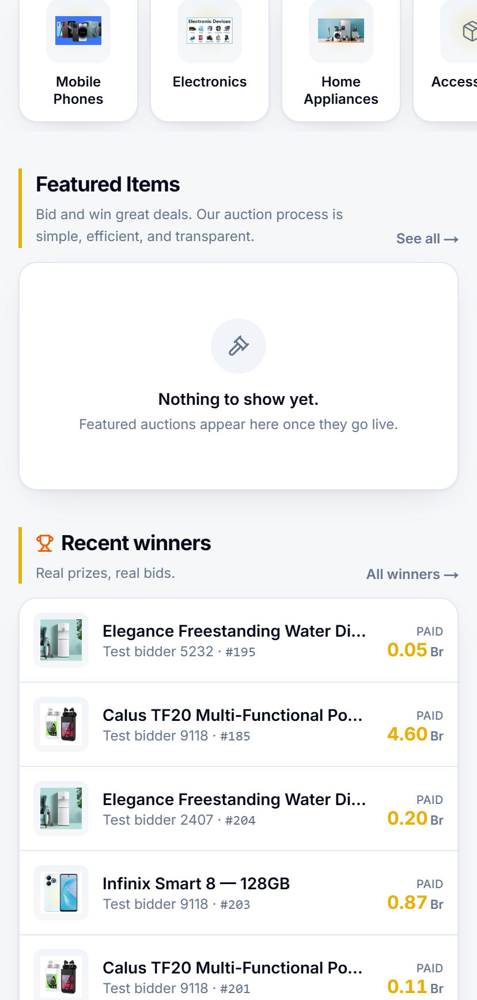 Electronic Devices
Mobile
Phones
Electronics
Home
Appliances
Access
Featured Items
Bid and win great deals. Our auction process is
simple, efficient, and transparent.
See all →
Nothing to show yet.
Featured auctions appear here once they go live.
Recent winners
Real prizes, real bids.
All winners →
Elegance Freestanding Water Di...
PAID
Test bidder 5232 · #195
0.05 Br
Calus TF20 Multi-Functional Po...
PAID
Test bidder 9118 · #185
4.60 Br
Elegance Freestanding Water Di...
PAID
Test bidder 2407 · #204
0.20 Br
Infinix Smart 8 — 128GB
PAID
Test bidder 9118 · #203
0.87 Br
Calus TF20 Multi-Functional Po...
PAID
Test bidder 9118 · #201
0.11 Br